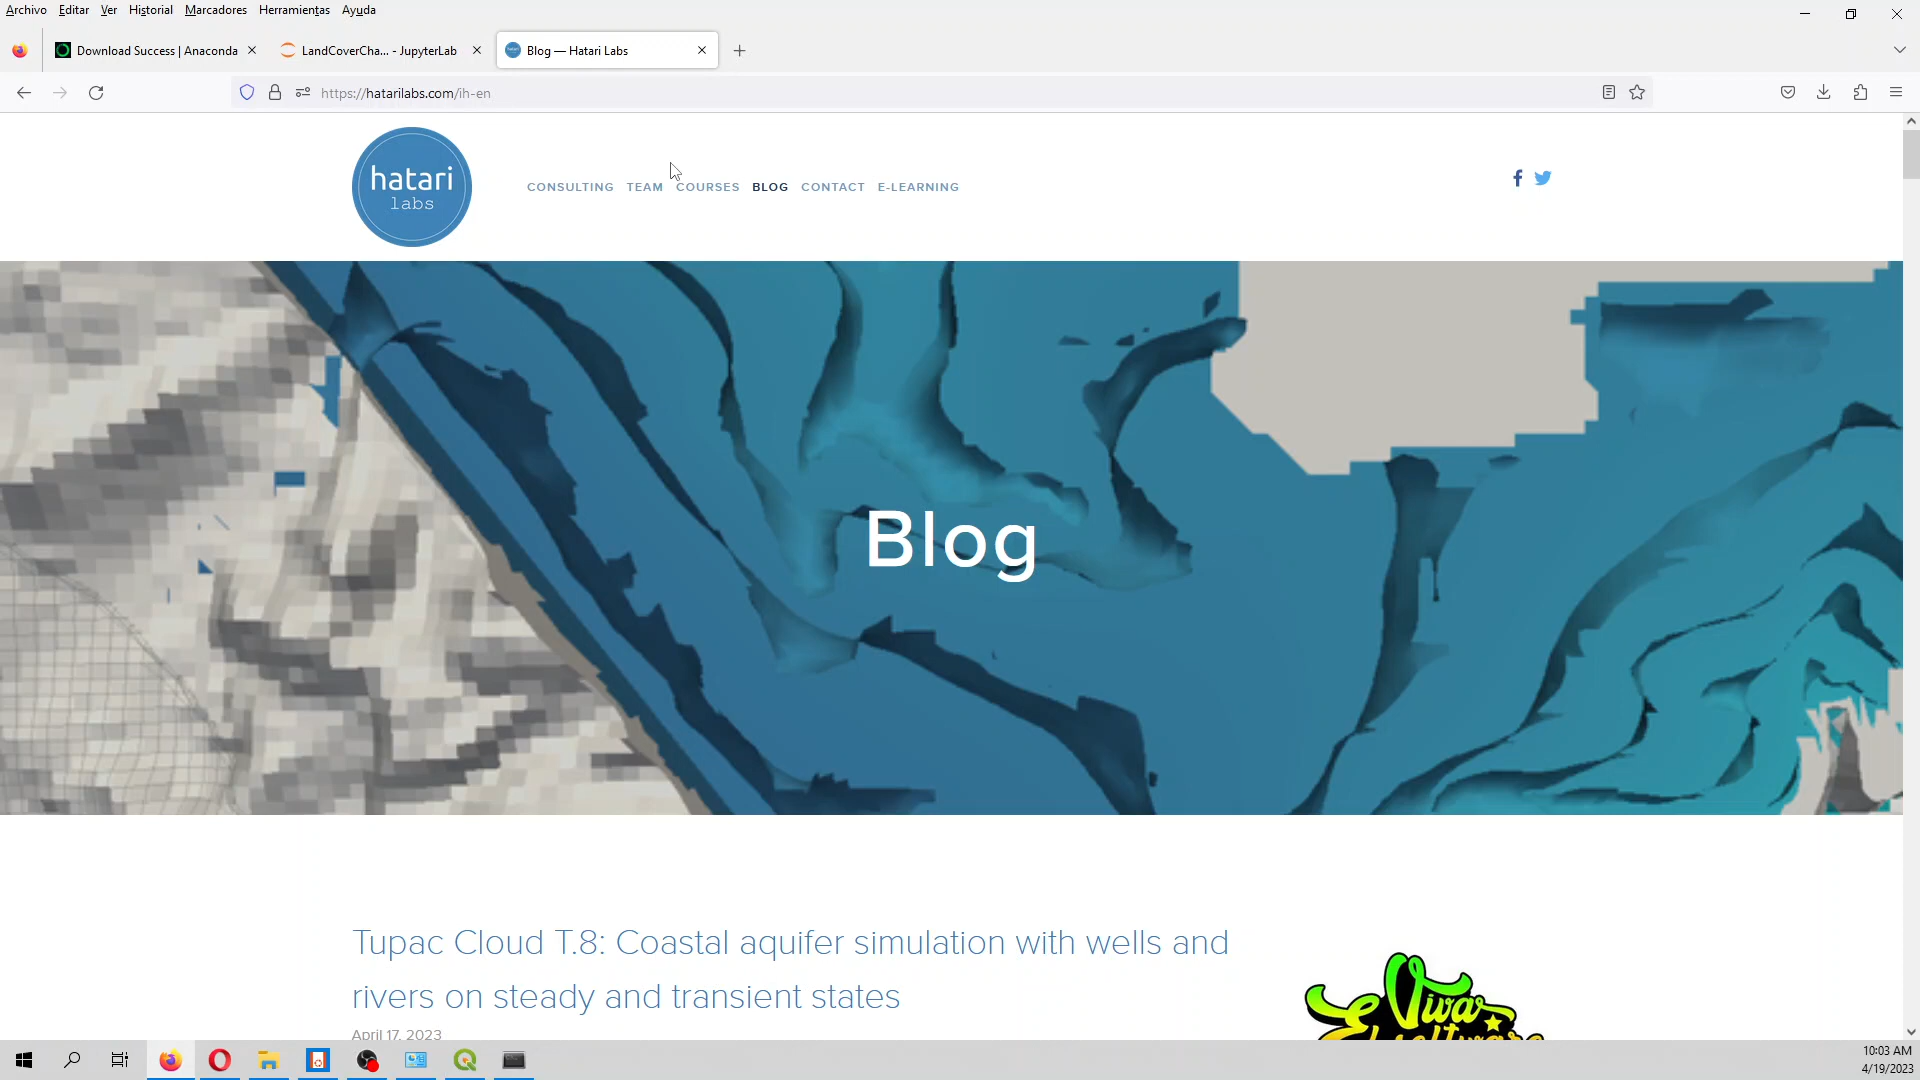 Archivo Editar Ver Historial Marcadores Herramientas Ayuda
Download Success | Anaconda
LandCoverCha... - JupyterLab
Blog — Hatari Labs
https://hatarilabs.com/ih-en
hatari
labs
CONSULTING TEAM COURSES BLOG CONTACT E-LEARNING
Blog
Tupac Cloud T.8: Coastal aquifer simulation with wells and
rivers on steady and transient states
April 17, 2023
Viva
10:03 AM
4/19/2023